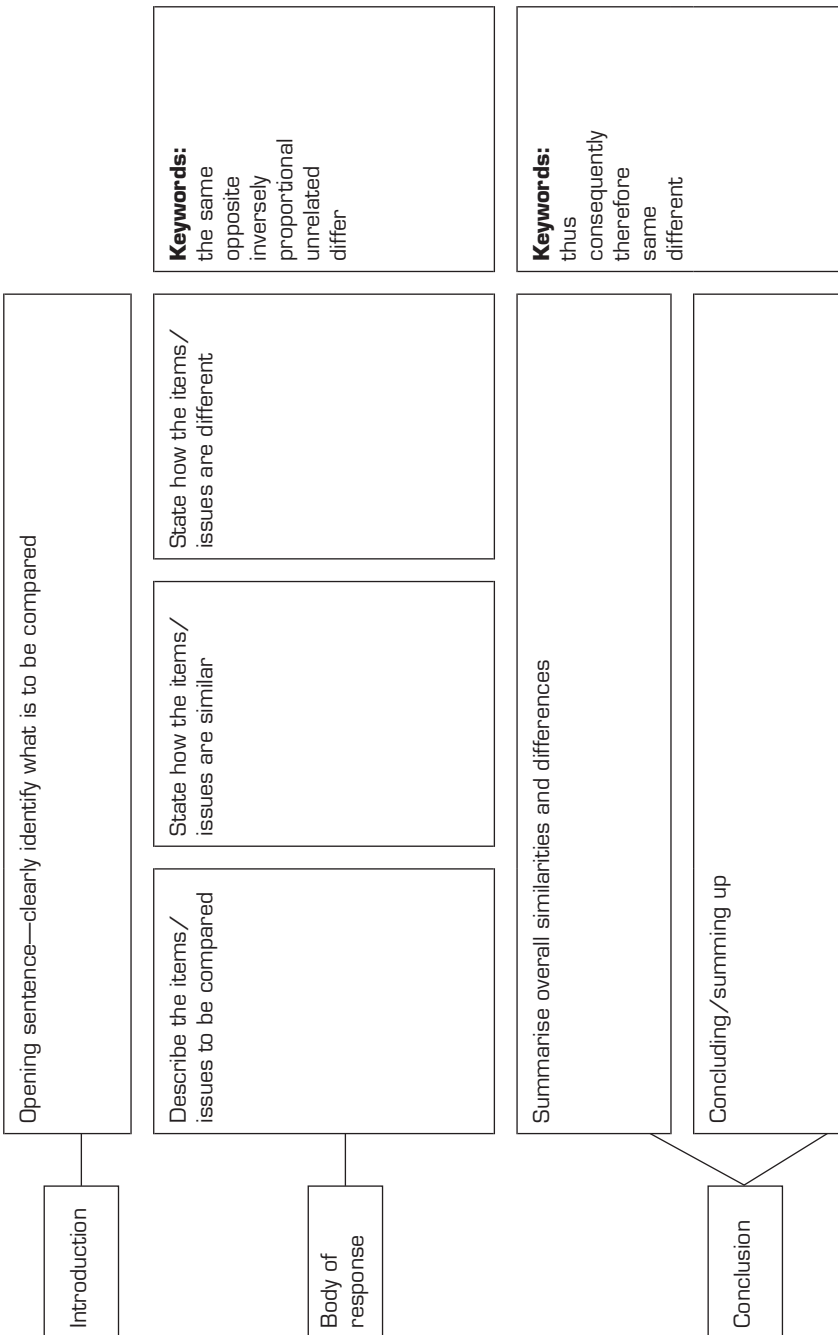 Introduction
Opening sentence—clearly identify what is to be compared
Body of
response
Describe the items/
issues to be compared
State how the items/
issues are similar
State how the items/
issues are different
Keywords:
the same
opposite
inversely
proportional
unrelated
differ
Conclusion
Summarise overall similarities and differences
Concluding/summing up
Keywords:
thus
consequently
therefore
same
different